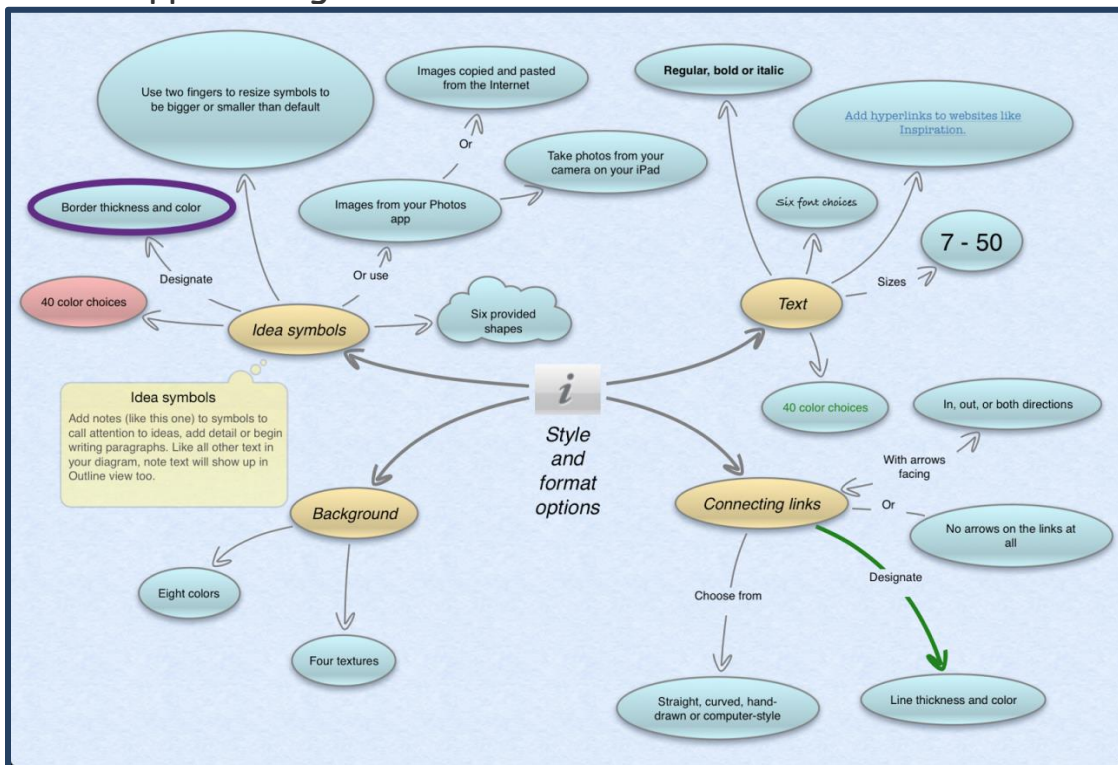 Use two fingers to resize symbols to
be bigger or smaller than default
Images copied and pasted
from the Internet
Or
Take photos from your
camera on your iPad
Images from your Photos
app
Or use
Border thickness and color
Designate
40 color choices
Idea symbols
Six provided
shapes
Idea symbols
Add notes (like this one) to symbols to
call attention to ideas, add detail or begin
writing paragraphs. Like all other text in
your diagram, note text will show up in
Outline view too.
Regular, bold or italic
Add hyperlinks to websites like
Inspiration.
Six font choices
7 - 50
Sizes
Text
40 color choices
i
Style
and
format
options
In, out, or both directions
With arrows
facing
Connecting links
Or
No arrows on the links at
all
Designate
Line thickness and color
Choose from
Straight, curved, hand-
drawn or computer-style
Background
Eight colors
Four textures